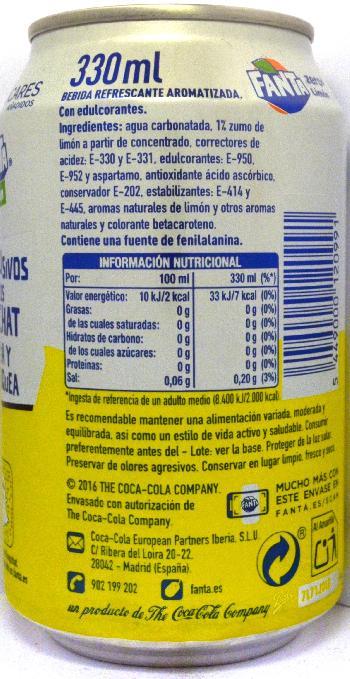 330ml
BEBIDA REFRESCANTE AROMATIZADA.
FANTA zero
limón
Con edulcorantes.
Ingredientes: agua carbonatada, 1% zumo de
limón a partir de concentrado, correctores de
acidez: E-330 y E-331, edulcorantes: E-950,
E-952 y aspartamo, antioxidante ácido ascórbico,
conservador E-202, estabilizantes: E-414 y
E-445, aromas naturales de limón y otros aromas
naturales y colorante betacaroteno.
Contiene una fuente de fenilalanina.
INFORMACIÓN NUTRICIONAL
Por: 100 ml 330 ml (%*)
Valor energético: 10 kJ/2 kcal 33 kJ/7 kcal (0%)
Grasas: 0 g 0 g (0%)
de las cuales saturadas: 0 g 0 g (0%)
Hidratos de carbono: 0 g 0 g (0%)
de los cuales azúcares: 0 g 0 g (0%)
Proteínas: 0 g 0 g (0%)
Sal: 0,06 g 0,20 g (3%)
*Ingesta de referencia de un adulto medio (8.400 kJ/2.000 kcal)
Es recomendable mantener una alimentación variada, moderada y
equilibrada, así como un estilo de vida activo y saludable. Consumir
preferentemente antes del - Lote: ver la base. Proteger de la luz solar.
Preservar de olores agresivos. Conservar en lugar limpio, fresco y seco.
© 2016 THE COCA-COLA COMPANY.
Envasado con autorización de
The Coca-Cola Company.
FANTA
MUCHO MÁS CON
ESTE ENVASE EN
Coca-Cola European Partners Iberia, S.L.U.
C/ Ribera del Loira 20-22.
28042 - Madrid (España).
902 199 202
fanta.es
un producto de The Coca-Cola Company
Al Amarillo